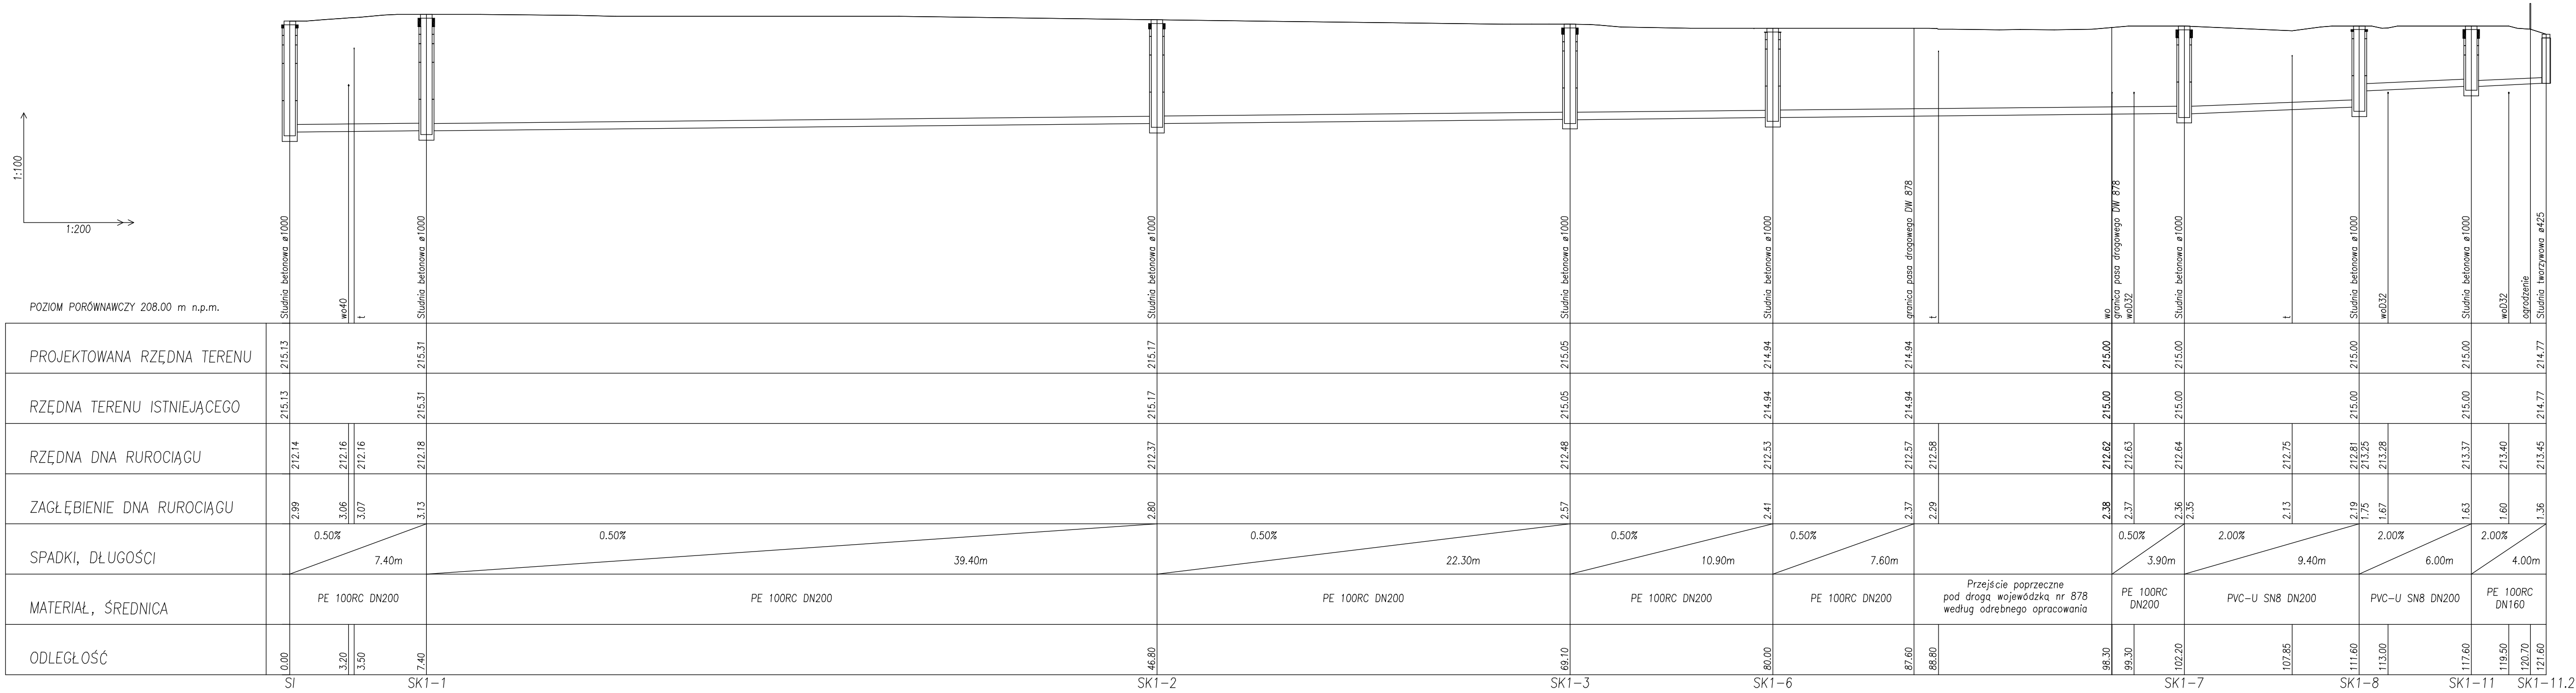 1:100
1:200
POZIOM PORÓWNAWCZY 208.00 m n.p.m.
Studnia betonowa ø1000
wo40
t
Studnia betonowa ø1000
Studnia betonowa ø1000
Studnia betonowa ø1000
Studnia betonowa ø1000
granica pasa drogowego DW 878
t
wo
granica pasa drogowego DW 878
woD32
Studnia betonowa ø1000
t
Studnia betonowa ø1000
woD32
Studnia betonowa ø1000
woD32
ogrodzenie
Studnia tworzywowa ø425
PROJEKTOWANA RZĘDNA TERENU
215.13 215.31 215.17 215.05 214.94 214.94 215.00 215.00 215.00 215.00 214.77
RZĘDNA TERENU ISTNIEJĄCEGO
215.13 215.31 215.17 215.05 214.94 214.94 215.00 215.00 215.00 215.00 214.77
RZĘDNA DNA RUROCIĄGU
212.14 212.16 212.16 212.18 212.37 212.48 212.53 212.57 212.58 212.62 212.63 212.64 212.75 212.81 213.25 213.28 213.37 213.40 213.45
ZAGŁĘBIENIE DNA RUROCIĄGU
2.99 3.06 3.07 3.13 2.80 2.57 2.41 2.37 2.29 2.38 2.37 2.36 2.35 2.13 2.19 1.75 1.67 1.63 1.60 1.36
SPADKI, DŁUGOŚCI
0.50% 7.40m 0.50% 39.40m 0.50% 22.30m 0.50% 10.90m 0.50% 7.60m 0.50% 3.90m 2.00% 9.40m 2.00% 6.00m 2.00% 4.00m
MATERIAŁ, ŚREDNICA
PE 100RC DN200
PE 100RC DN200
PE 100RC DN200
PE 100RC DN200
PE 100RC DN200
Przejście poprzeczne
pod drogą wojewódzką nr 878
według odrębnego opracowania
PE 100RC
DN200
PVC-U SN8 DN200
PVC-U SN8 DN200
PE 100RC
DN160
ODLEGŁOŚĆ
0.00 3.20 3.50 7.40 46.80 69.10 80.00 87.60 88.80 98.30 99.30 102.20 107.85 111.60 113.00 117.60 119.50 120.70 121.60
SI SK1-1 SK1-2 SK1-3 SK1-6 SK1-7 SK1-8 SK1-11 SK1-11.2